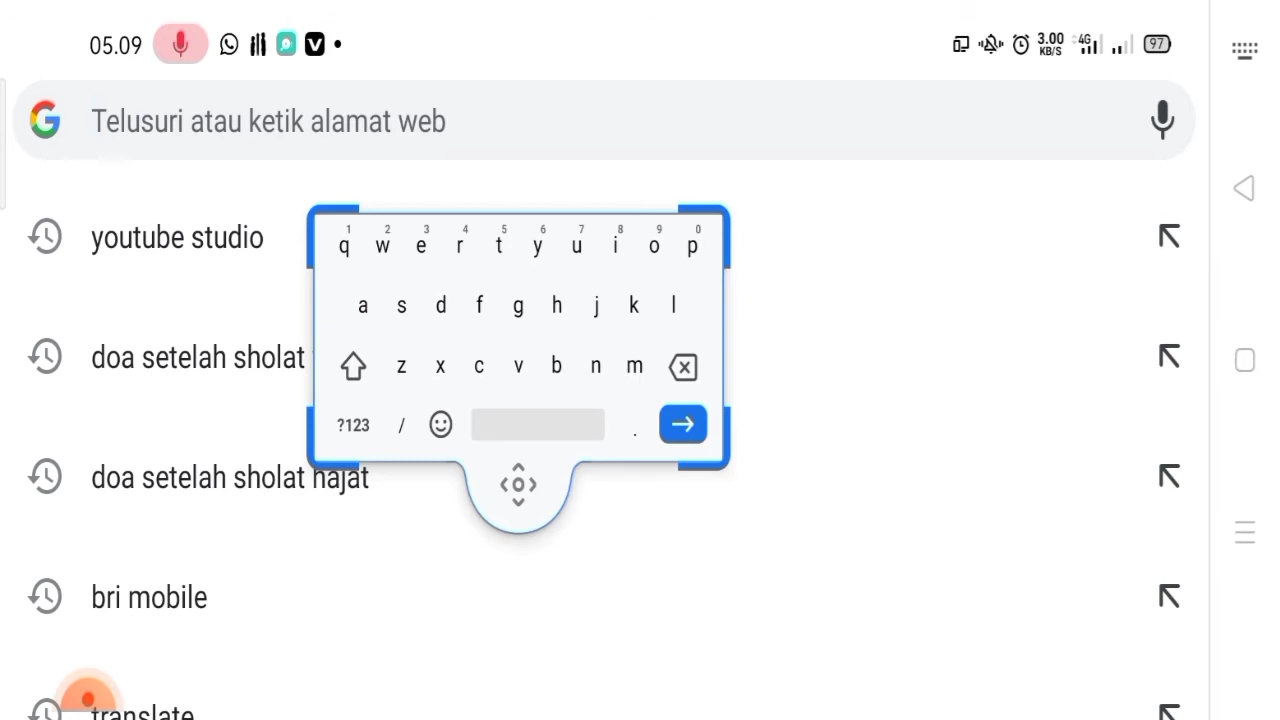 05.09
3.00
KB/S
4G
97
Telusuri atau ketik alamat web
youtube studio
doa setelah sholat
doa setelah sholat hajat
bri mobile
translate
1 2 3 4 5 6 7 8 9 0
q w e r t y u i o p
a s d f g h j k l
z x c v b n m
?123 / .